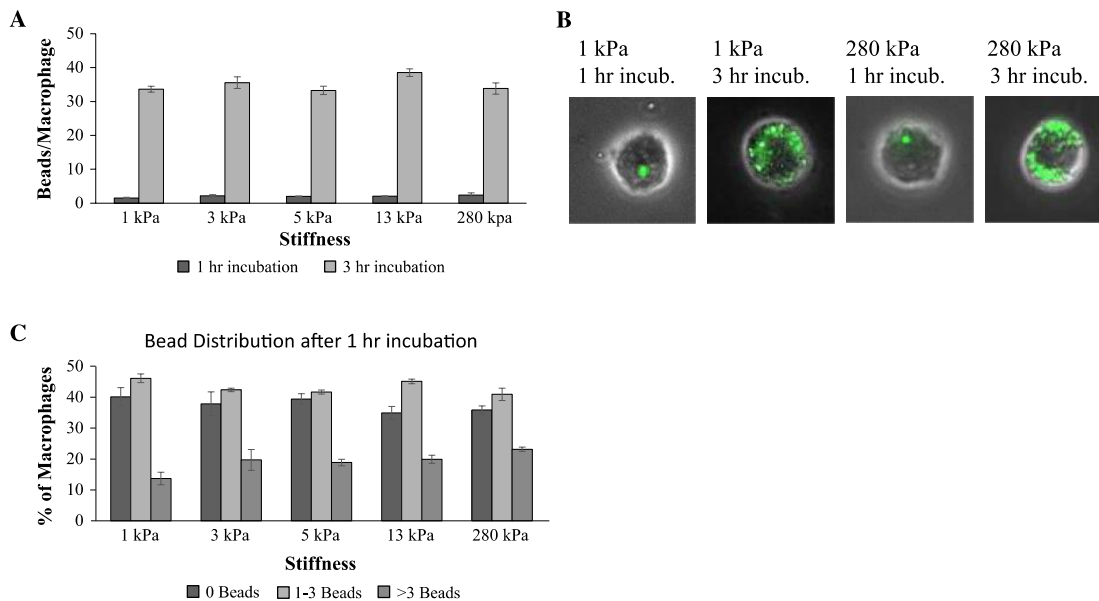 A
Beads/Macrophage
50
40
30
20
10
0
1 kPa 3 kPa 5 kPa 13 kPa 280 kpa
Stiffness
1 hr incubation 3 hr incubation
B
1 kPa 1 kPa 280 kPa 280 kPa
1 hr incub. 3 hr incub. 1 hr incub. 3 hr incub.
C
Bead Distribution after 1 hr incubation
% of Macrophages
50
40
30
20
10
0
1 kPa 3 kPa 5 kPa 13 kPa 280 kPa
Stiffness
0 Beads 1-3 Beads >3 Beads